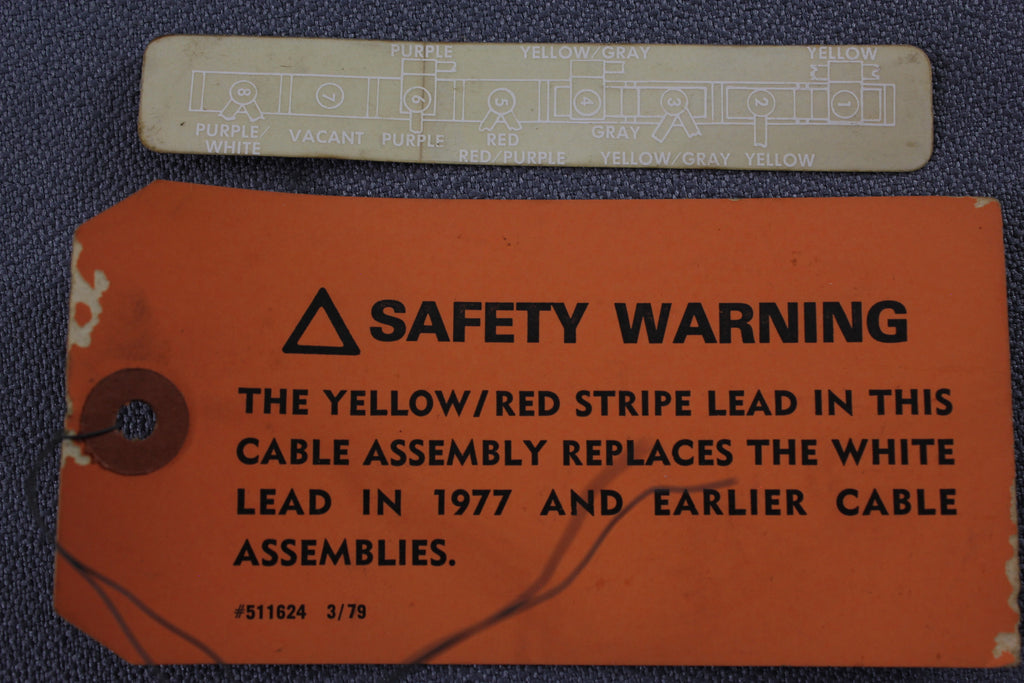 PURPLE YELLOW/GRAY YELLOW
8 7 6 5 4 3 2 1
PURPLE/ VACANT PURPLE RED GRAY
WHITE RED/PURPLE YELLOW/GRAY YELLOW
SAFETY WARNING
THE YELLOW/RED STRIPE LEAD IN THIS
CABLE ASSEMBLY REPLACES THE WHITE
LEAD IN 1977 AND EARLIER CABLE
ASSEMBLIES.
#511624 3/79